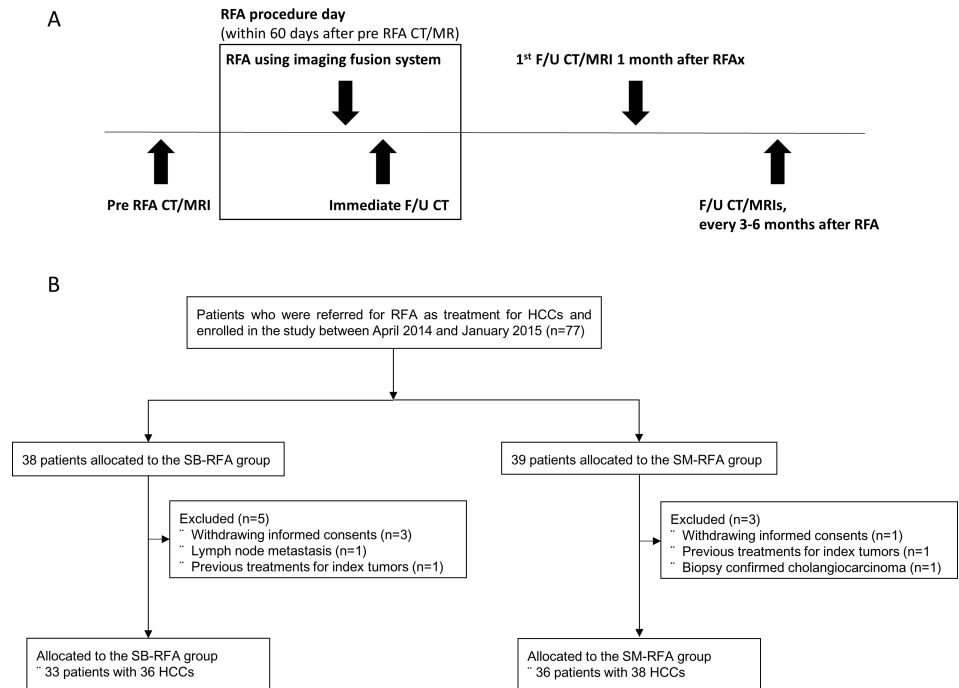 A
RFA procedure day
(within 60 days after pre RFA CT/MR)
RFA using imaging fusion system
1st F/U CT/MRI 1 month after RFAx
Pre RFA CT/MRI
Immediate F/U CT
F/U CT/MRIs,
every 3-6 months after RFA
B
Patients who were referred for RFA as treatment for HCCs and
enrolled in the study between April 2014 and January 2015 (n=77)
38 patients allocated to the SB-RFA group
39 patients allocated to the SM-RFA group
Excluded (n=5)
¨ Withdrawing informed consents (n=3)
¨ Lymph node metastasis (n=1)
¨ Previous treatments for index tumors (n=1)
Excluded (n=3)
¨ Withdrawing informed consents (n=1)
¨ Previous treatments for index tumors (n=1
¨ Biopsy confirmed cholangiocarcinoma (n=1)
Allocated to the SB-RFA group
¨ 33 patients with 36 HCCs
Allocated to the SM-RFA group
¨ 36 patients with 38 HCCs